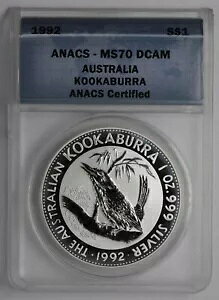 1992 S$1
ANACS - MS70 DCAM
AUSTRALIA
KOOKABURRA
ANACS Certified
THE AUSTRALIAN KOOKABURRA 1 OZ. 999 SILVER
· 1992 ·